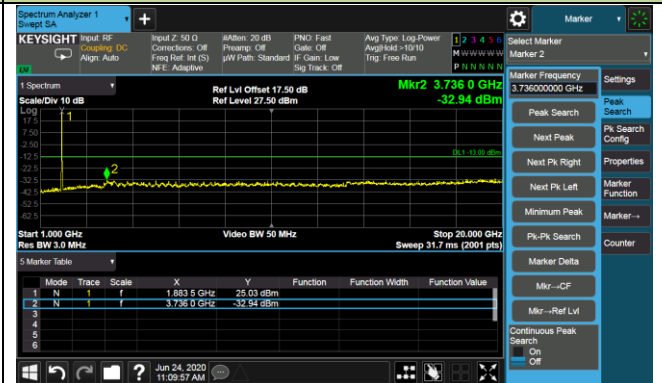 Spectrum Analyzer 1
Swept SA
+
Marker
KEYSIGHT
Input: RF
Coupling: DC
Align: Auto
Input Z: 50 Ω
Corrections: Off
Freq Ref: Int (S)
NFE: Adaptive
#Atten: 20 dB
Preamp: Off
µW Path: Standard
PNO: Fast
Gate: Off
IF Gain: Low
Sig Track: Off
Avg Type: Log-Power
Avg|Hold:>10/10
Trig: Free Run
1 2 3 4 5 6
M W W W W W
P N N N N N
Select Marker
Marker 2
1 Spectrum
Scale/Div 10 dB
Log
Ref Lvl Offset 17.50 dB
Ref Level 27.50 dBm
Mkr2 3.736 0 GHz
-32.94 dBm
17.5
7.50
-2.50
-12.5
-22.5
-32.5
-42.5
-52.5
-62.5
1
2
DL1 -13.00 dBm
Start 1.000 GHz
Res BW 3.0 MHz
Video BW 50 MHz
Stop 20.000 GHz
Sweep 31.7 ms (2001 pts)
5 Marker Table
Mode Trace Scale X Y Function Function Width Function Value
1 N 1 f 1.883 5 GHz 25.03 dBm
2 N 1 f 3.736 0 GHz -32.94 dBm
3
4
5
6
Marker Frequency
3.736000000 GHz
Peak Search
Next Peak
Next Pk Right
Next Pk Left
Minimum Peak
Pk-Pk Search
Marker Delta
Mkr→CF
Mkr→Ref Lvl
Continuous Peak
Search
On
Off
Settings
Peak
Search
Pk Search
Config
Properties
Marker
Function
Marker→
Counter
?
Jun 24, 2020
11:09:57 AM